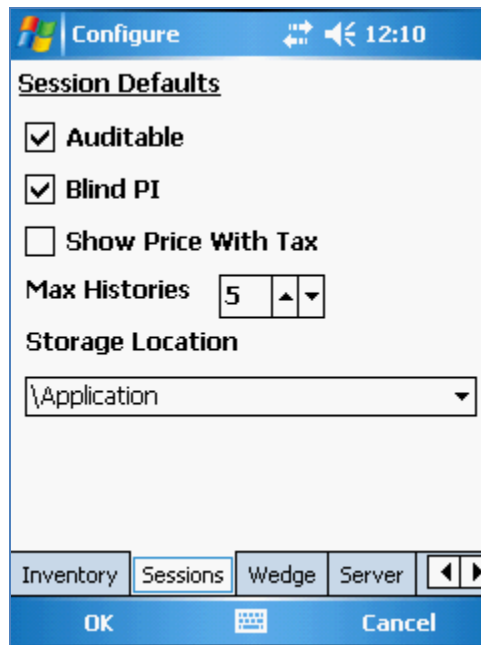 Configure 12:10
Session Defaults
Auditable
Blind PI
Show Price With Tax
Max Histories 5
Storage Location
\Application
Inventory Sessions Wedge Server
OK Cancel